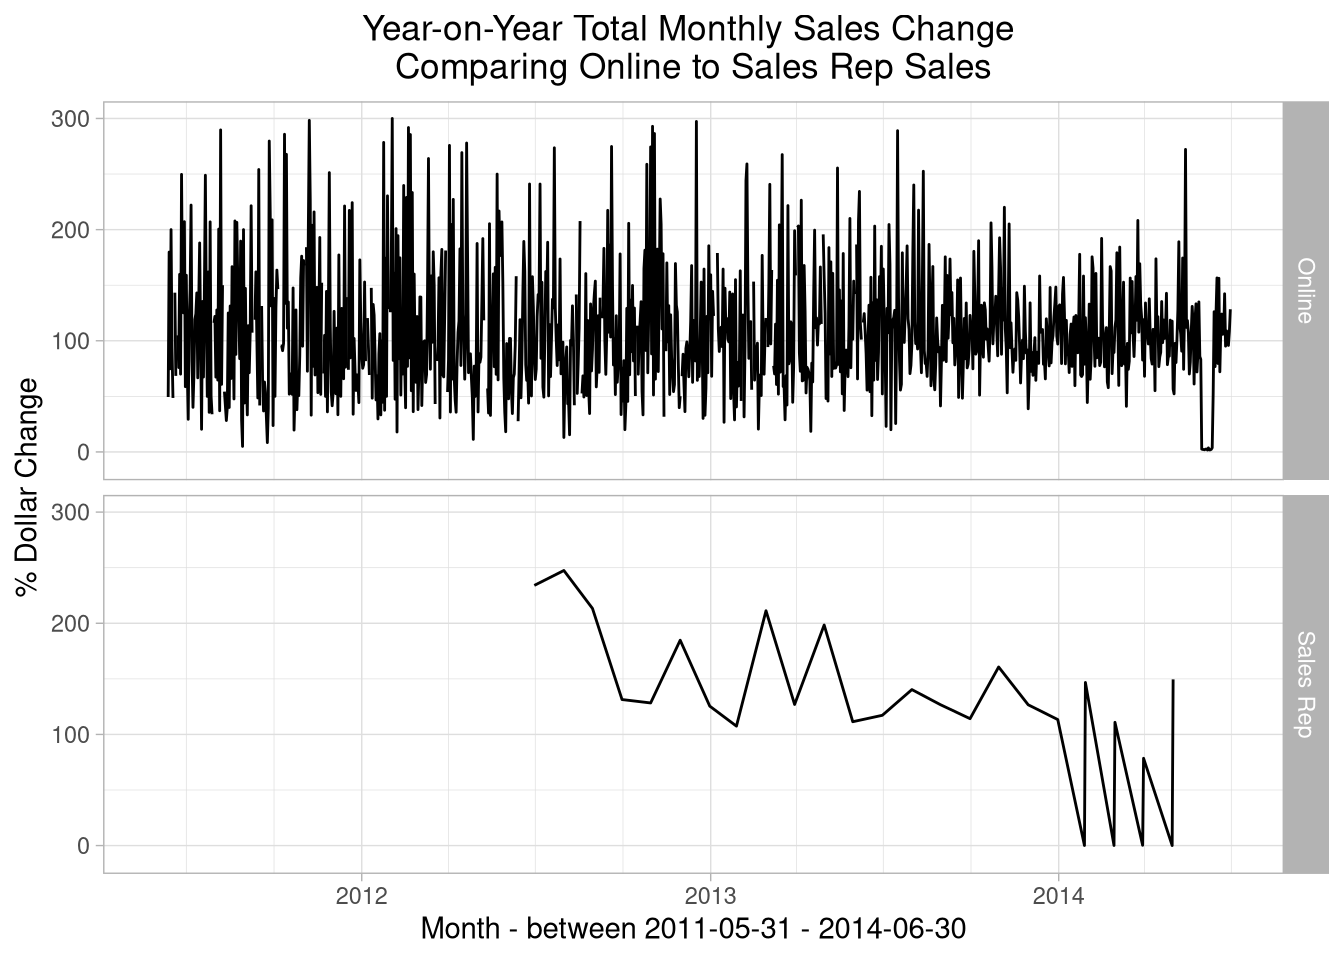 Year-on-Year Total Monthly Sales Change
Comparing Online to Sales Rep Sales
% Dollar Change
300
200
100
0
Online
300
200
100
0
Sales Rep
2012
2013
2014
Month - between 2011-05-31 - 2014-06-30